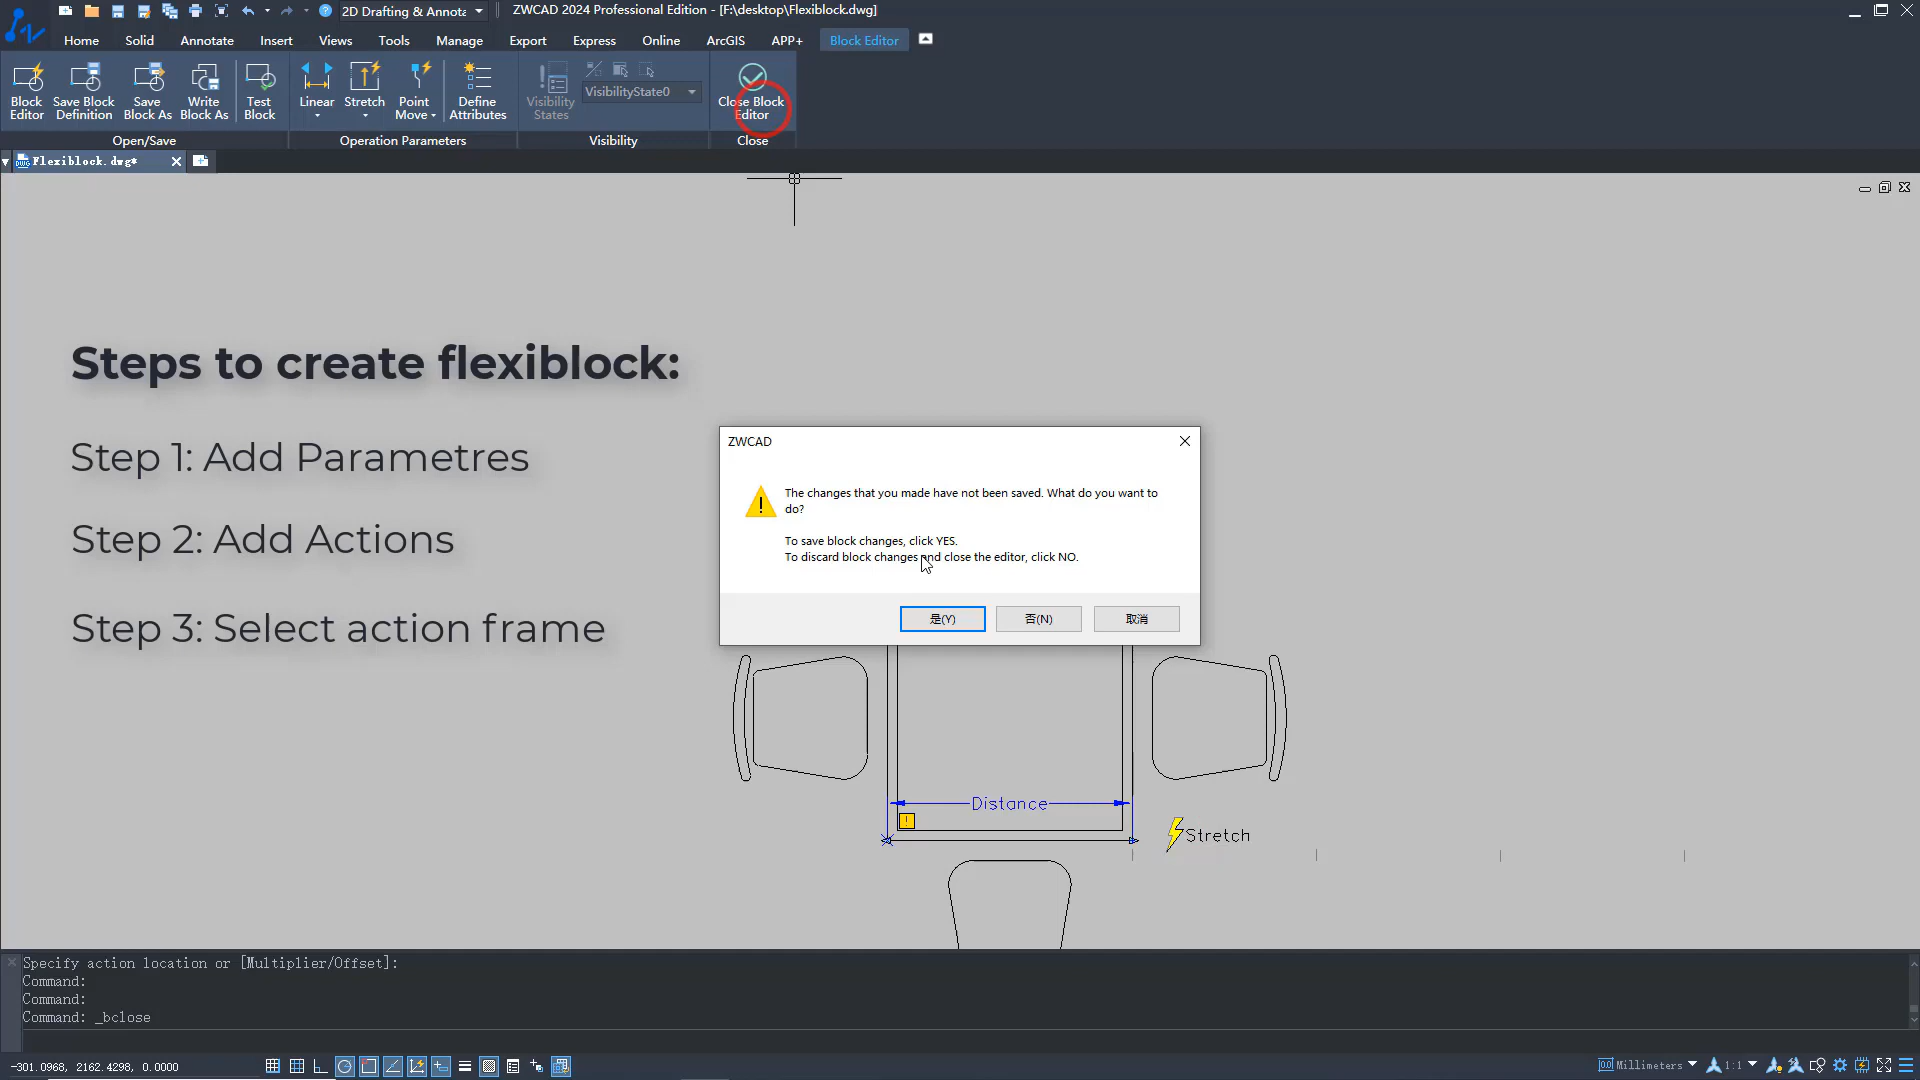 2D Drafting & Annota
ZWCAD 2024 Professional Edition - [F:\desktop\Flexiblock.dwg]
Home Solid Annotate Insert Views Tools Manage Export Express Online ArcGIS APP+ Block Editor
Block Editor
Save Block Definition
Save Block As
Write Block As
Test Block
Linear
Stretch
Point Move
Define Attributes
Visibility States
VisibilityState0
Close Block Editor
Open/Save
Operation Parameters
Visibility
Close
DWG Flexiblock.dwg*
Steps to create flexiblock:
Step 1: Add Parametres
Step 2: Add Actions
Step 3: Select action frame
ZWCAD
The changes that you made have not been saved. What do you want to
do?
To save block changes, click YES.
To discard block changes and close the editor, click NO.
是(Y) 否(N) 取消
Distance
!
Stretch
Specify action location or [Multiplier/Offset]:
Command:
Command:
Command: _bclose
-301.0968, 2162.4298, 0.0000
Millimeters
1:1